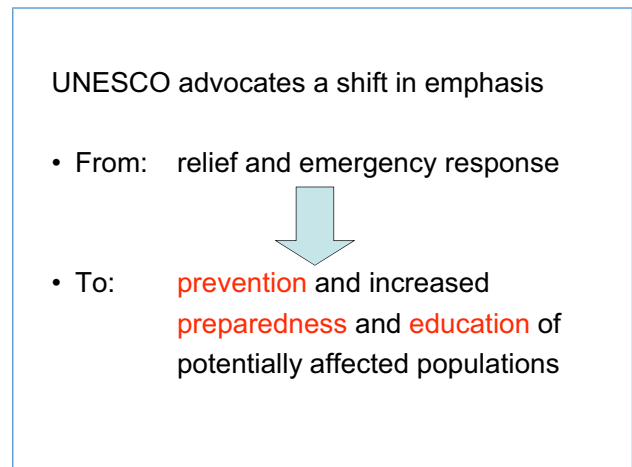 UNESCO advocates a shift in emphasis
• From: relief and emergency response
• To: prevention and increased
preparedness and education of
potentially affected populations